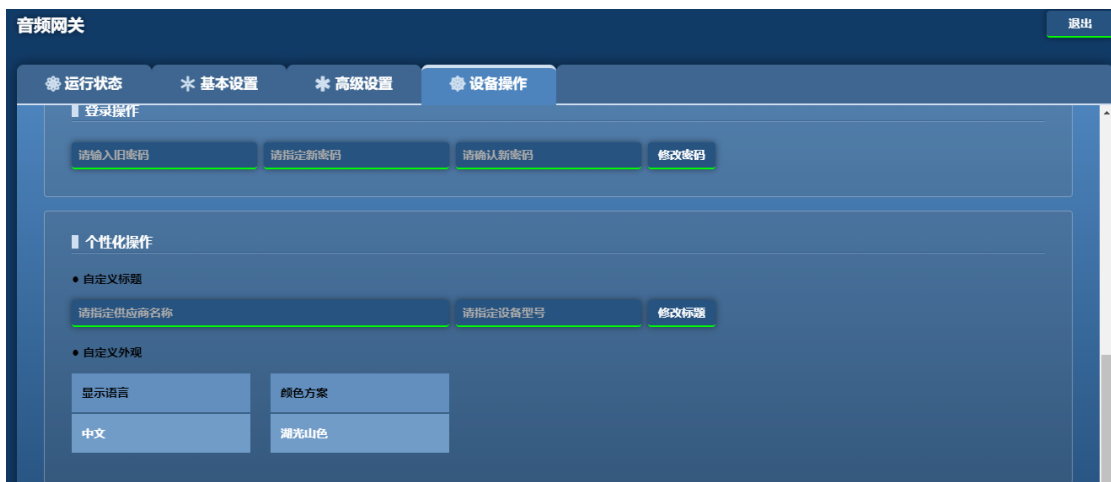 音频网关
退出
运行状态 基本设置 高级设置 设备操作
登录操作
请输入旧密码 请指定新密码 请确认新密码 修改密码
个性化操作
● 自定义标题
请指定供应商名称 请指定设备型号 修改标题
● 自定义外观
显示语言 颜色方案
中文 湖光山色